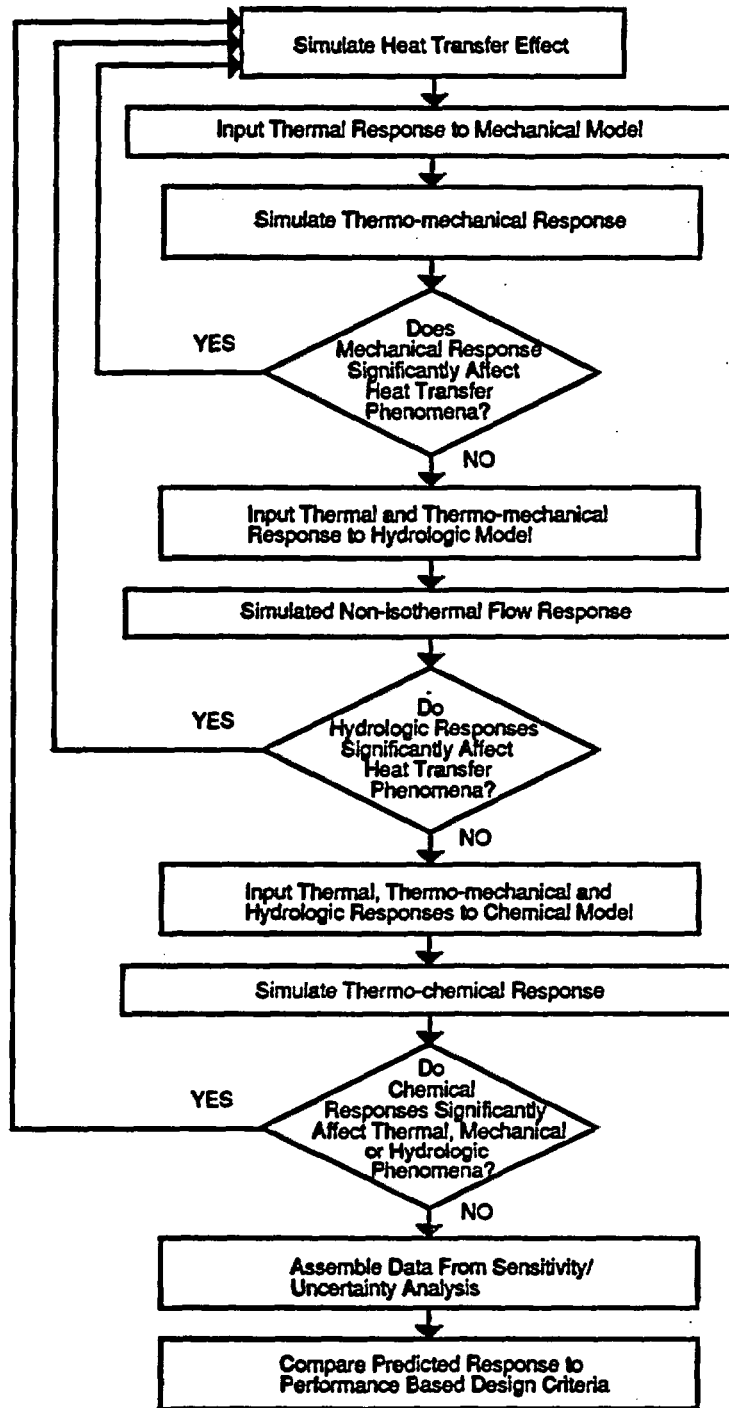 Simulate Heat Transfer Effect
Input Thermal Response to Mechanical Model
Simulate Thermo-mechanical Response
Does
Mechanical Response
Significantly Affect
Heat Transfer
Phenomena?
YES
NO
Input Thermal and Thermo-mechanical
Response to Hydrologic Model
Simulated Non-isothermal Flow Response
Do
Hydrologic Responses
Significantly Affect
Heat Transfer
Phenomena?
YES
NO
Input Thermal, Thermo-mechanical and
Hydrologic Responses to Chemical Model
Simulate Thermo-chemical Response
Do
Chemical
Responses Significantly
Affect Thermal, Mechanical
or Hydrologic
Phenomena?
YES
NO
Assemble Data From Sensitivity/
Uncertainty Analysis
Compare Predicted Response to
Performance Based Design Criteria